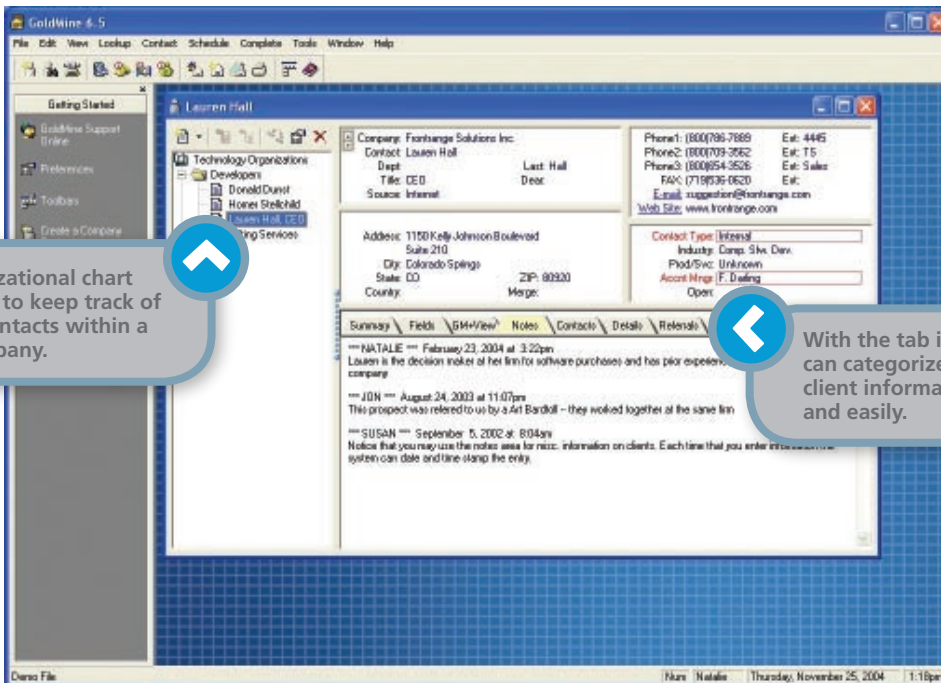 GoldMine 6.5
File Edit View Lookup Contact Schedule Complete Tools Window Help
Getting Started
GoldMine Support
Online
Preferences
Toolbars
Create a Company
Lauren Hall
Technology Organizations
Developers
Donald Dunst
Homer Stellchild
Lauren Hall, CEO
ting Services
Company: Frontrange Solutions Inc.
Contact: Lauren Hall
Dept: Last: Hall
Title: CEO Dear:
Source: Internet
Phone1: (800)786-7889 Ext: 4445
Phone2: (800)709-3562 Ext: TS
Phone3: (800)654-3526 Ext: Sales
FAX: (719)536-0620 Ext:
E-mail: suggestion@frontrange.com
Web Site: www.frontrange.com
Address: 1150 Kelly Johnson Boulevard
Suite 210
City: Colorado Springs
State: CO ZIP: 80920
Country: Merge:
Contact Type: Internal
Industry: Comp. Sftw. Dev.
Prod/Svc: Unknown
Accnt Mngr: F. Darling
Open:
Summary Fields GM+View Notes Contacts Details Referrals
*** NATALIE *** February 23, 2004 at 3:22pm
Lauren is the decision maker at her firm for software purchases and has prior experienc
company
*** JON *** August 24, 2003 at 11:07pm
This prospect was refered to us by a Art Bardoll -- they worked together at the same firm
*** SUSAN *** September 5, 2002 at 8:04am
Notice that you may use the notes area for misc. information on clients. Each time that you enter information the
system can date and time stamp the entry.
zational chart
to keep track of
ntacts within a
pany.
With the tab i
can categorize
client informa
and easily.
Demo File
Num Natalie Thursday, November 25, 2004 1:18pm